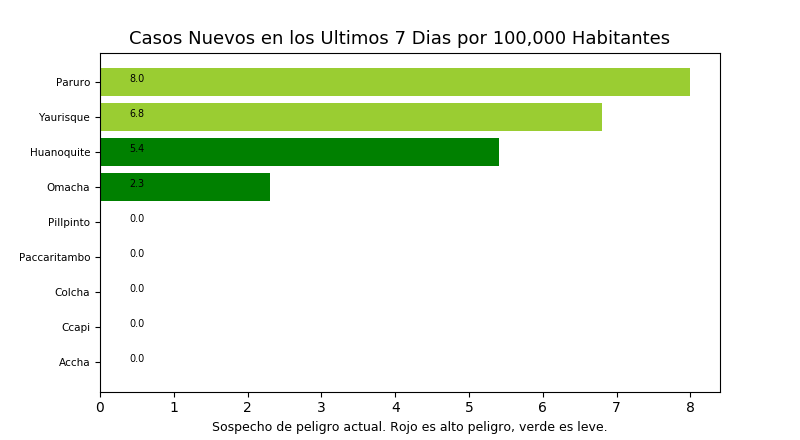 Casos Nuevos en los Ultimos 7 Dias por 100,000 Habitantes
Paruro 8.0
Yaurisque 6.8
Huanoquite 5.4
Omacha 2.3
Pillpinto 0.0
Paccaritambo 0.0
Colcha 0.0
Ccapi 0.0
Accha 0.0
0 1 2 3 4 5 6 7 8
Sospecho de peligro actual. Rojo es alto peligro, verde es leve.